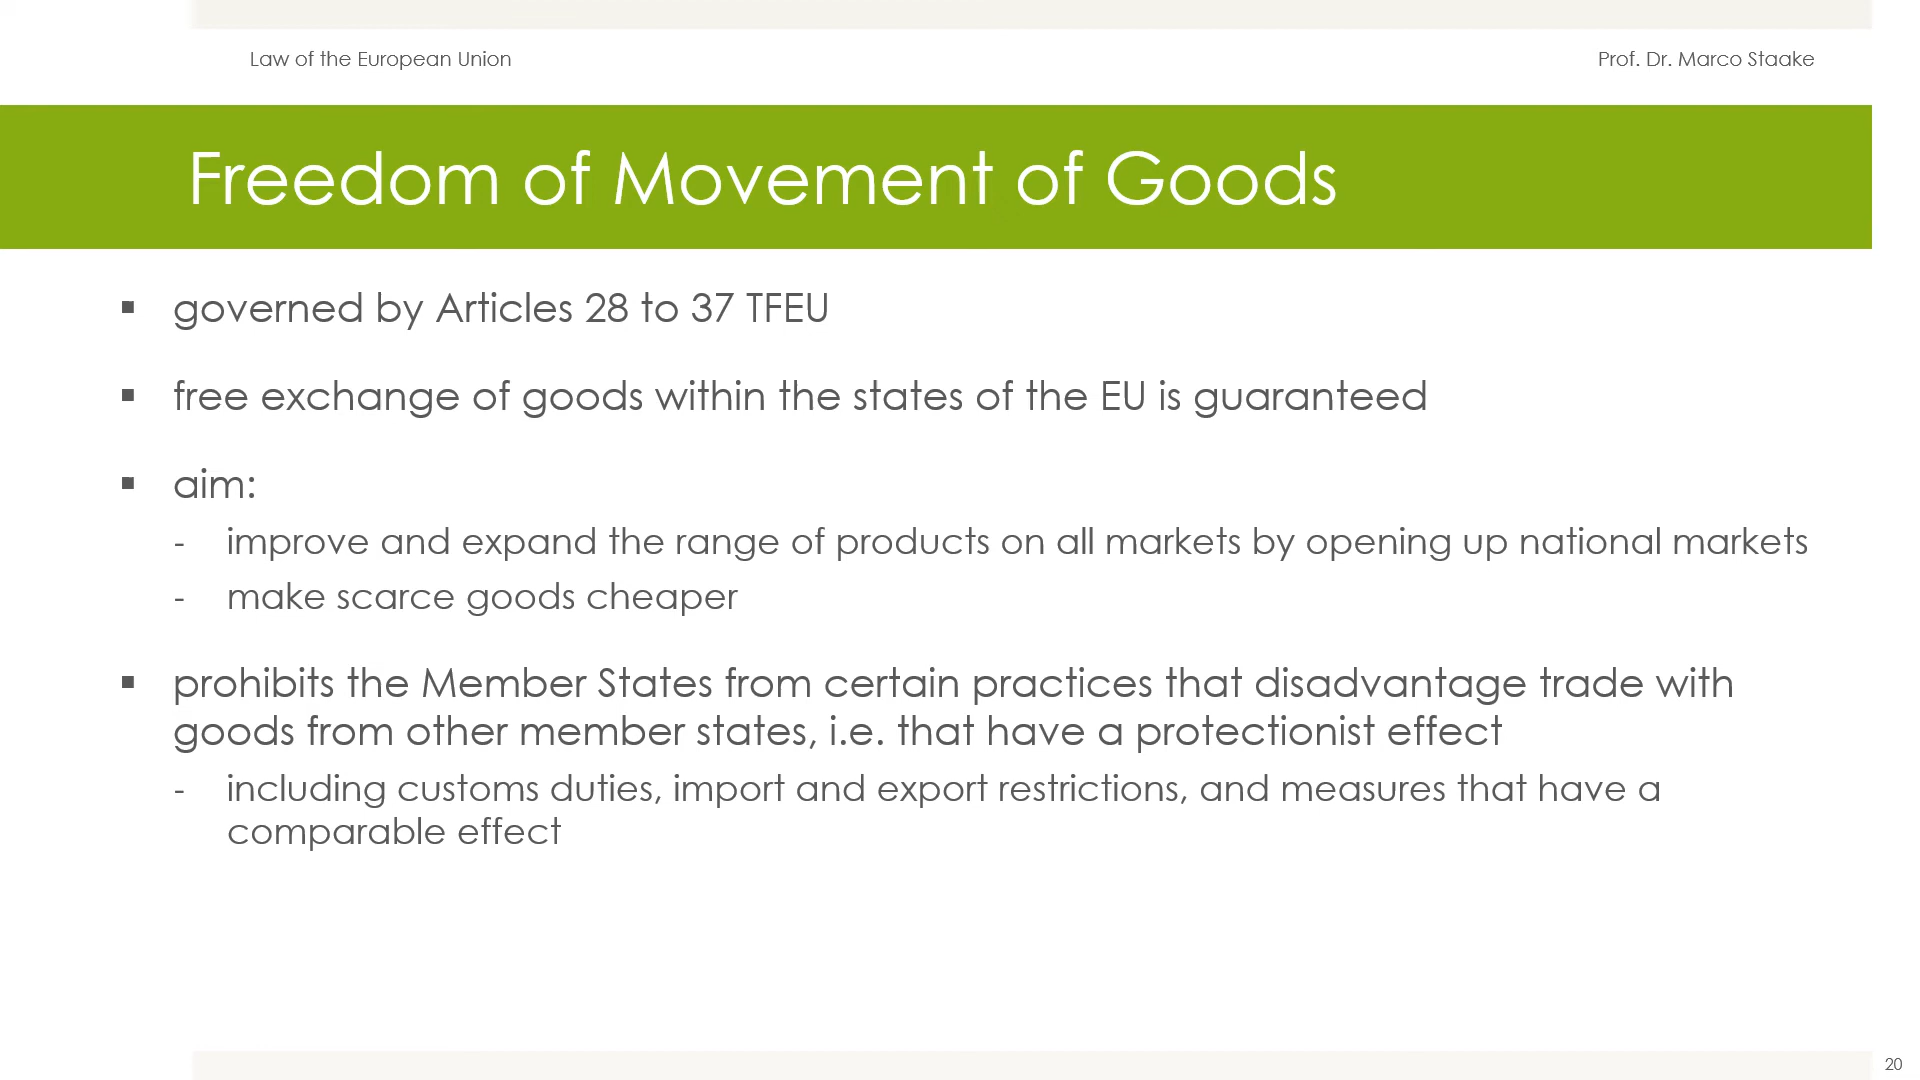 Law of the European Union
Prof. Dr. Marco Staake
Freedom of Movement of Goods
▪ governed by Articles 28 to 37 TFEU
▪ free exchange of goods within the states of the EU is guaranteed
▪ aim:
- improve and expand the range of products on all markets by opening up national markets
- make scarce goods cheaper
▪ prohibits the Member States from certain practices that disadvantage trade with
goods from other member states, i.e. that have a protectionist effect
- including customs duties, import and export restrictions, and measures that have a
comparable effect
20